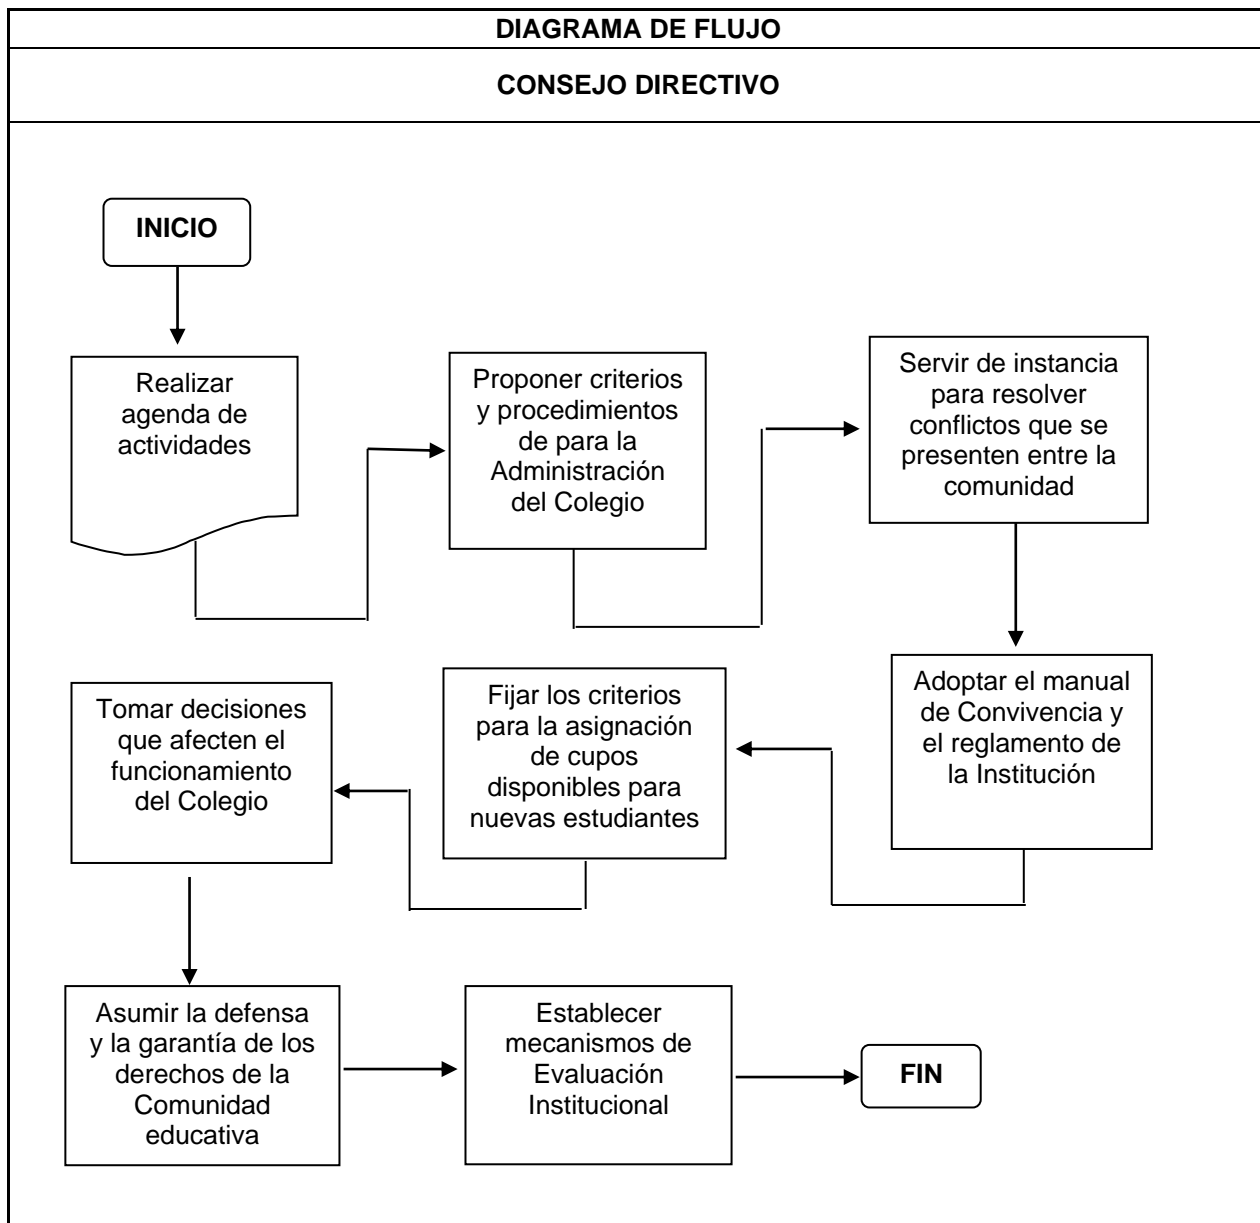 DIAGRAMA DE FLUJO
CONSEJO DIRECTIVO
INICIO
Realizar
agenda de
actividades
Proponer criterios
y procedimientos
de para la
Administración
del Colegio
Servir de instancia
para resolver
conflictos que se
presenten entre la
comunidad
Adoptar el manual
de Convivencia y
el reglamento de
la Institución
Fijar los criterios
para la asignación
de cupos
disponibles para
nuevas estudiantes
Tomar decisiones
que afecten el
funcionamiento
del Colegio
Asumir la defensa
y la garantía de los
derechos de la
Comunidad
educativa
Establecer
mecanismos de
Evaluación
Institucional
FIN